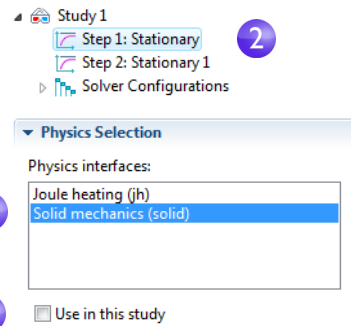 Study 1
Step 1: Stationary
2
Step 2: Stationary 1
Solver Configurations
Physics Selection
Physics interfaces:
Joule heating (jh)
Solid mechanics (solid)
Use in this study